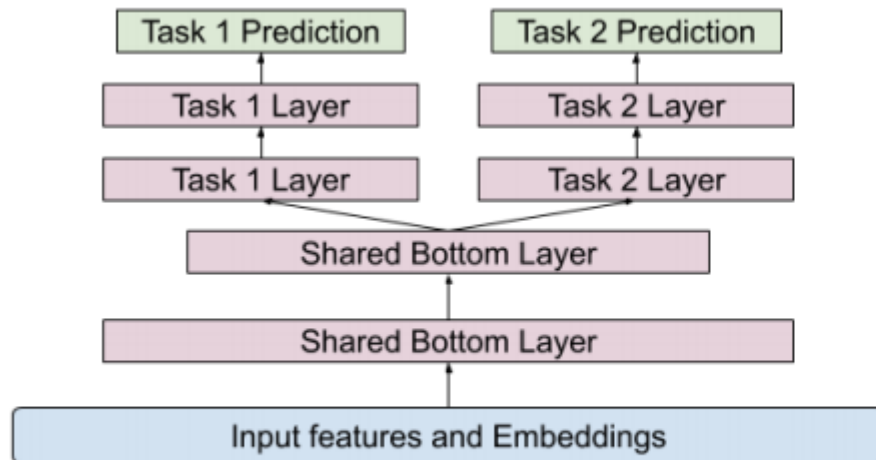 Task 1 Prediction
Task 2 Prediction
Task 1 Layer
Task 2 Layer
Task 1 Layer
Task 2 Layer
Shared Bottom Layer
Shared Bottom Layer
Input features and Embeddings